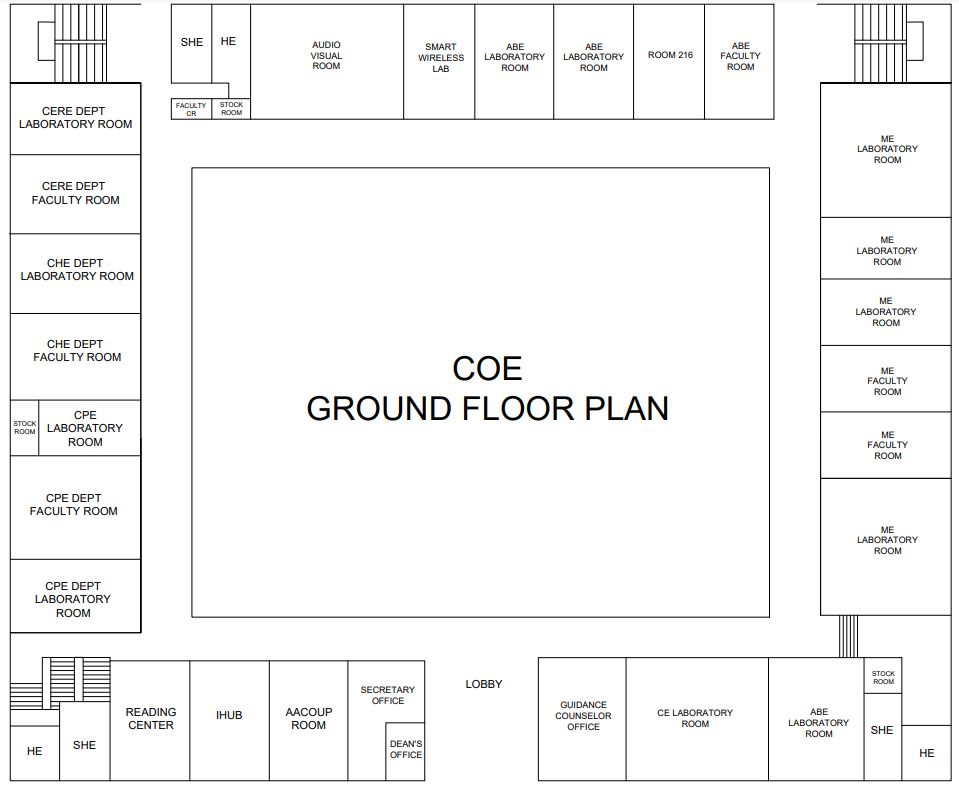 SHE
HE
FACULTY
CR
STOCK
ROOM
AUDIO
VISUAL
ROOM
SMART
WIRELESS
LAB
ABE
LABORATORY
ROOM
ABE
LABORATORY
ROOM
ROOM 216
ABE
FACULTY
ROOM
CERE DEPT
LABORATORY ROOM
CERE DEPT
FACULTY ROOM
CHE DEPT
LABORATORY ROOM
CHE DEPT
FACULTY ROOM
STOCK
ROOM
CPE
LABORATORY
ROOM
CPE DEPT
FACULTY ROOM
CPE DEPT
LABORATORY
ROOM
COE
GROUND FLOOR PLAN
ME
LABORATORY
ROOM
ME
LABORATORY
ROOM
ME
LABORATORY
ROOM
ME
FACULTY
ROOM
ME
FACULTY
ROOM
ME
LABORATORY
ROOM
HE
SHE
READING
CENTER
IHUB
AACOUP
ROOM
SECRETARY
OFFICE
DEAN'S
OFFICE
LOBBY
GUIDANCE
COUNSELOR
OFFICE
CE LABORATORY
ROOM
ABE
LABORATORY
ROOM
STOCK
ROOM
SHE
HE